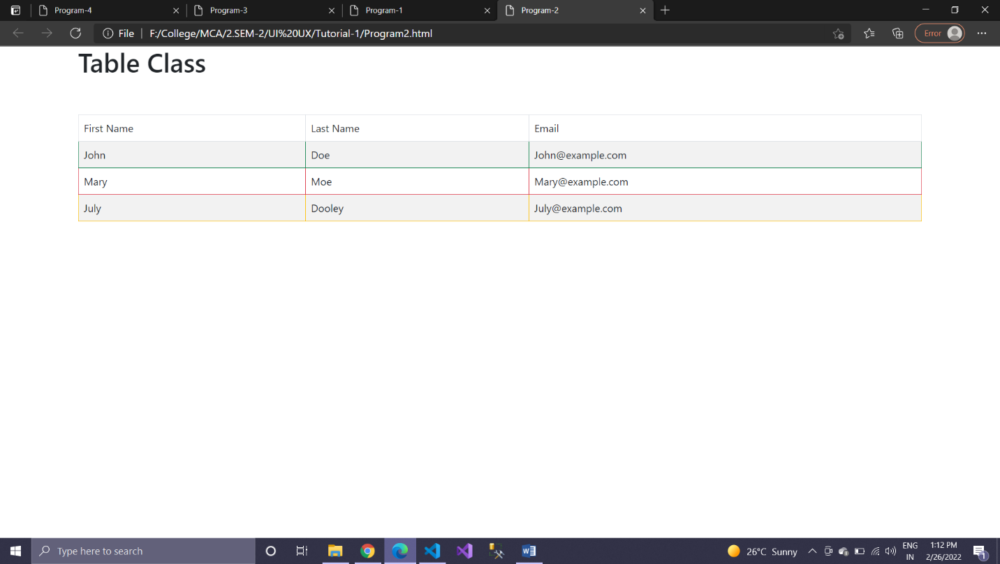 Program-4 Program-3 Program-1 Program-2
File F:/College/MCA/2.SEM-2/UI%20UX/Tutorial-1/Program2.html Error
Table Class
First Name Last Name Email
John Doe John@example.com
Mary Moe Mary@example.com
July Dooley July@example.com
Type here to search 26°C Sunny ENG 1:12 PM
IN 2/26/2022 1